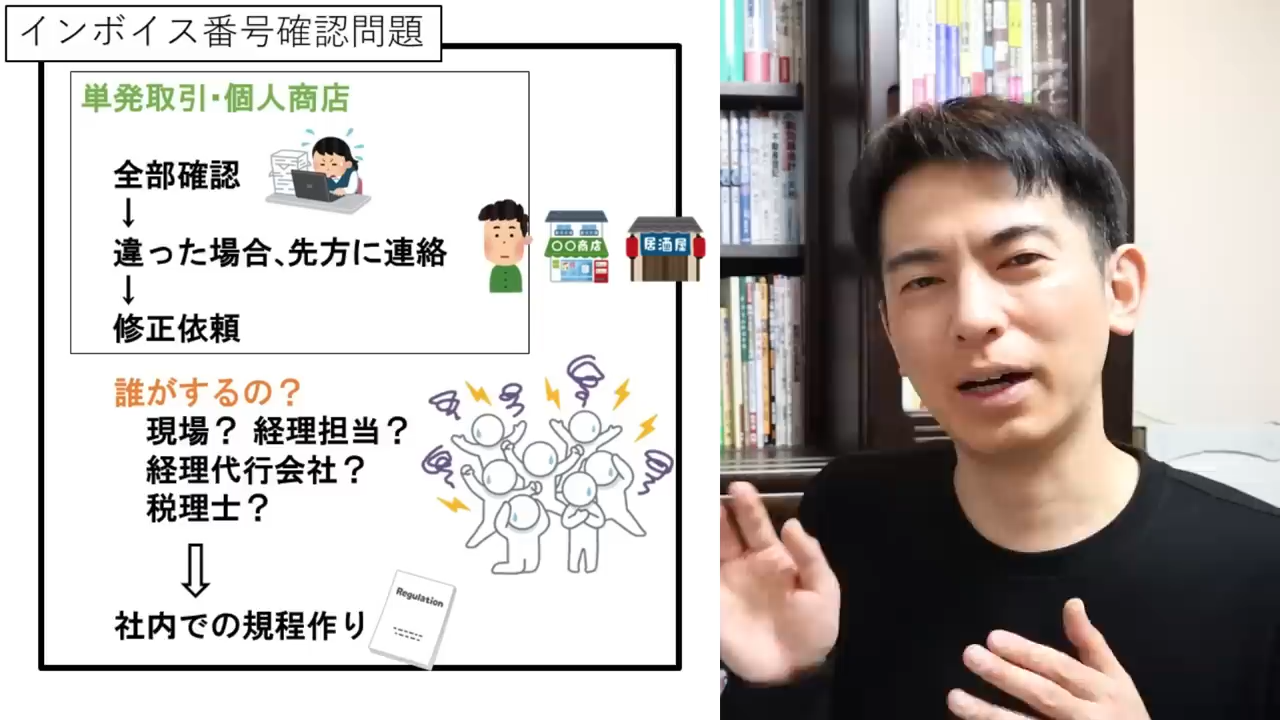 インボイス番号確認問題
単発取引・個人商店
全部確認
↓
違った場合、先方に連絡
↓
修正依頼
〇〇商店
居酒屋
誰がするの？
現場？ 経理担当？
経理代行会社？
税理士？
社内での規程作り
Regulation